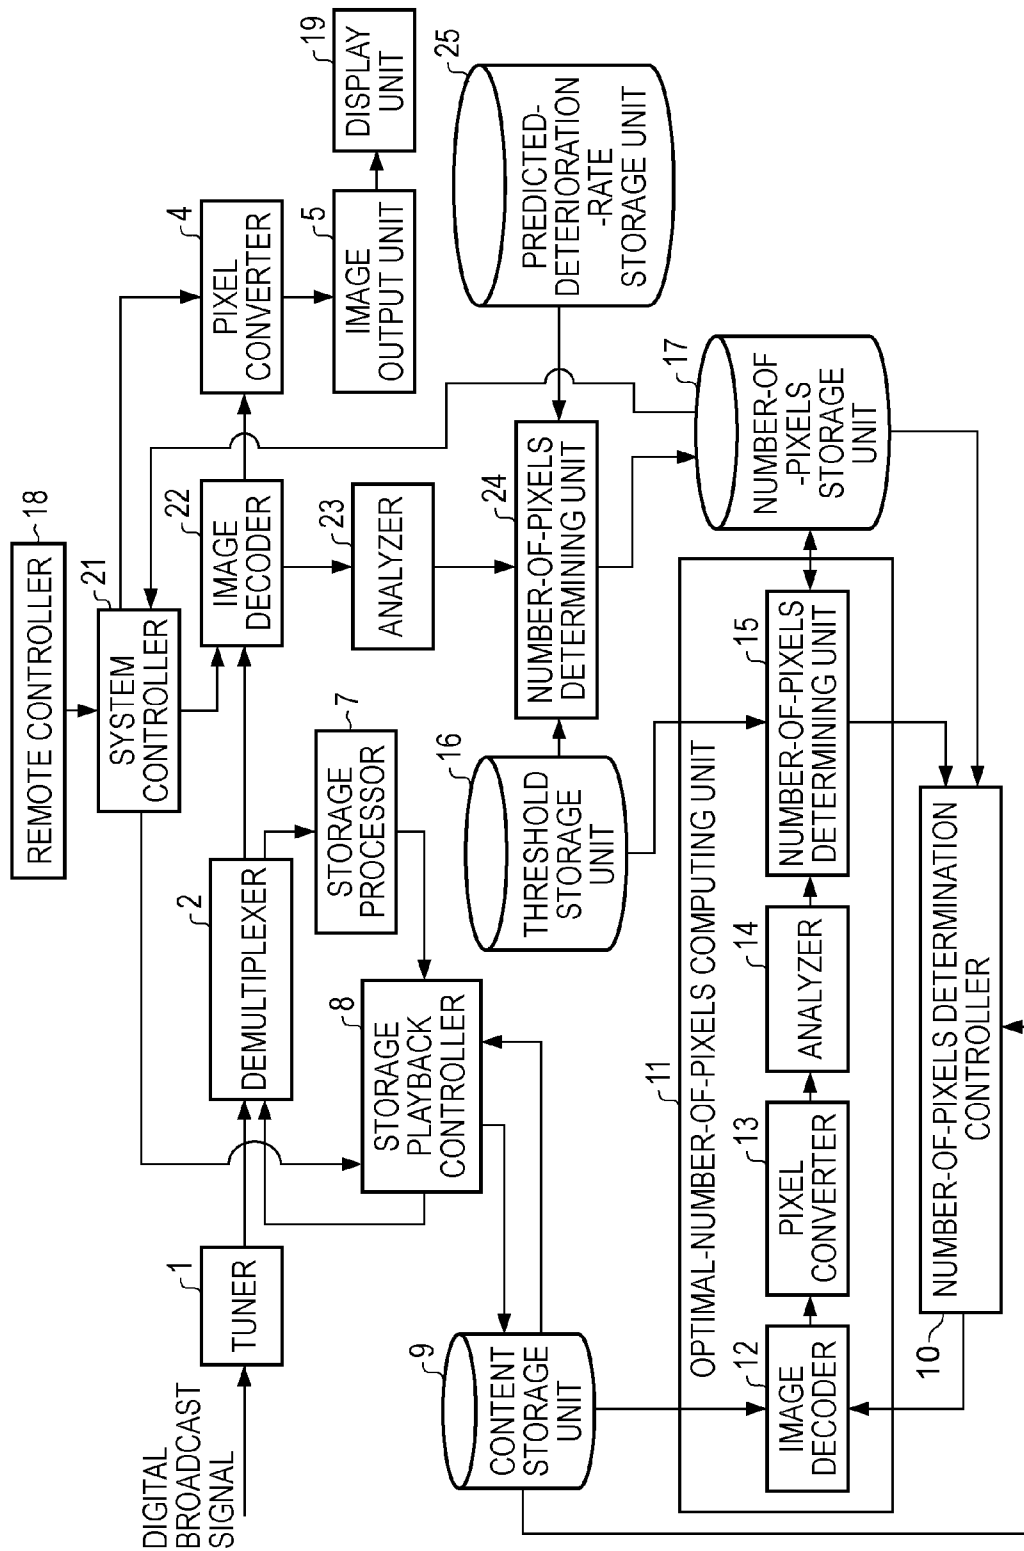 REMOTE CONTROLLER
18
21
SYSTEM
CONTROLLER
DIGITAL
BROADCAST
SIGNAL
1
TUNER
2
DEMULTIPLEXER
22
IMAGE
DECODER
4
PIXEL
CONVERTER
5
IMAGE
OUTPUT UNIT
19
DISPLAY
UNIT
7
STORAGE
PROCESSOR
23
ANALYZER
8
STORAGE
PLAYBACK
CONTROLLER
9
CONTENT
STORAGE
UNIT
16
THRESHOLD
STORAGE
UNIT
24
NUMBER-OF-PIXELS
DETERMINING UNIT
25
PREDICTED-
DETERIORATION
-RATE
STORAGE UNIT
11
OPTIMAL-NUMBER-OF-PIXELS COMPUTING UNIT
12
IMAGE
DECODER
13
PIXEL
CONVERTER
14
ANALYZER
15
NUMBER-OF-PIXELS
DETERMINING UNIT
17
NUMBER-OF
-PIXELS
STORAGE
UNIT
10
NUMBER-OF-PIXELS DETERMINATION
CONTROLLER